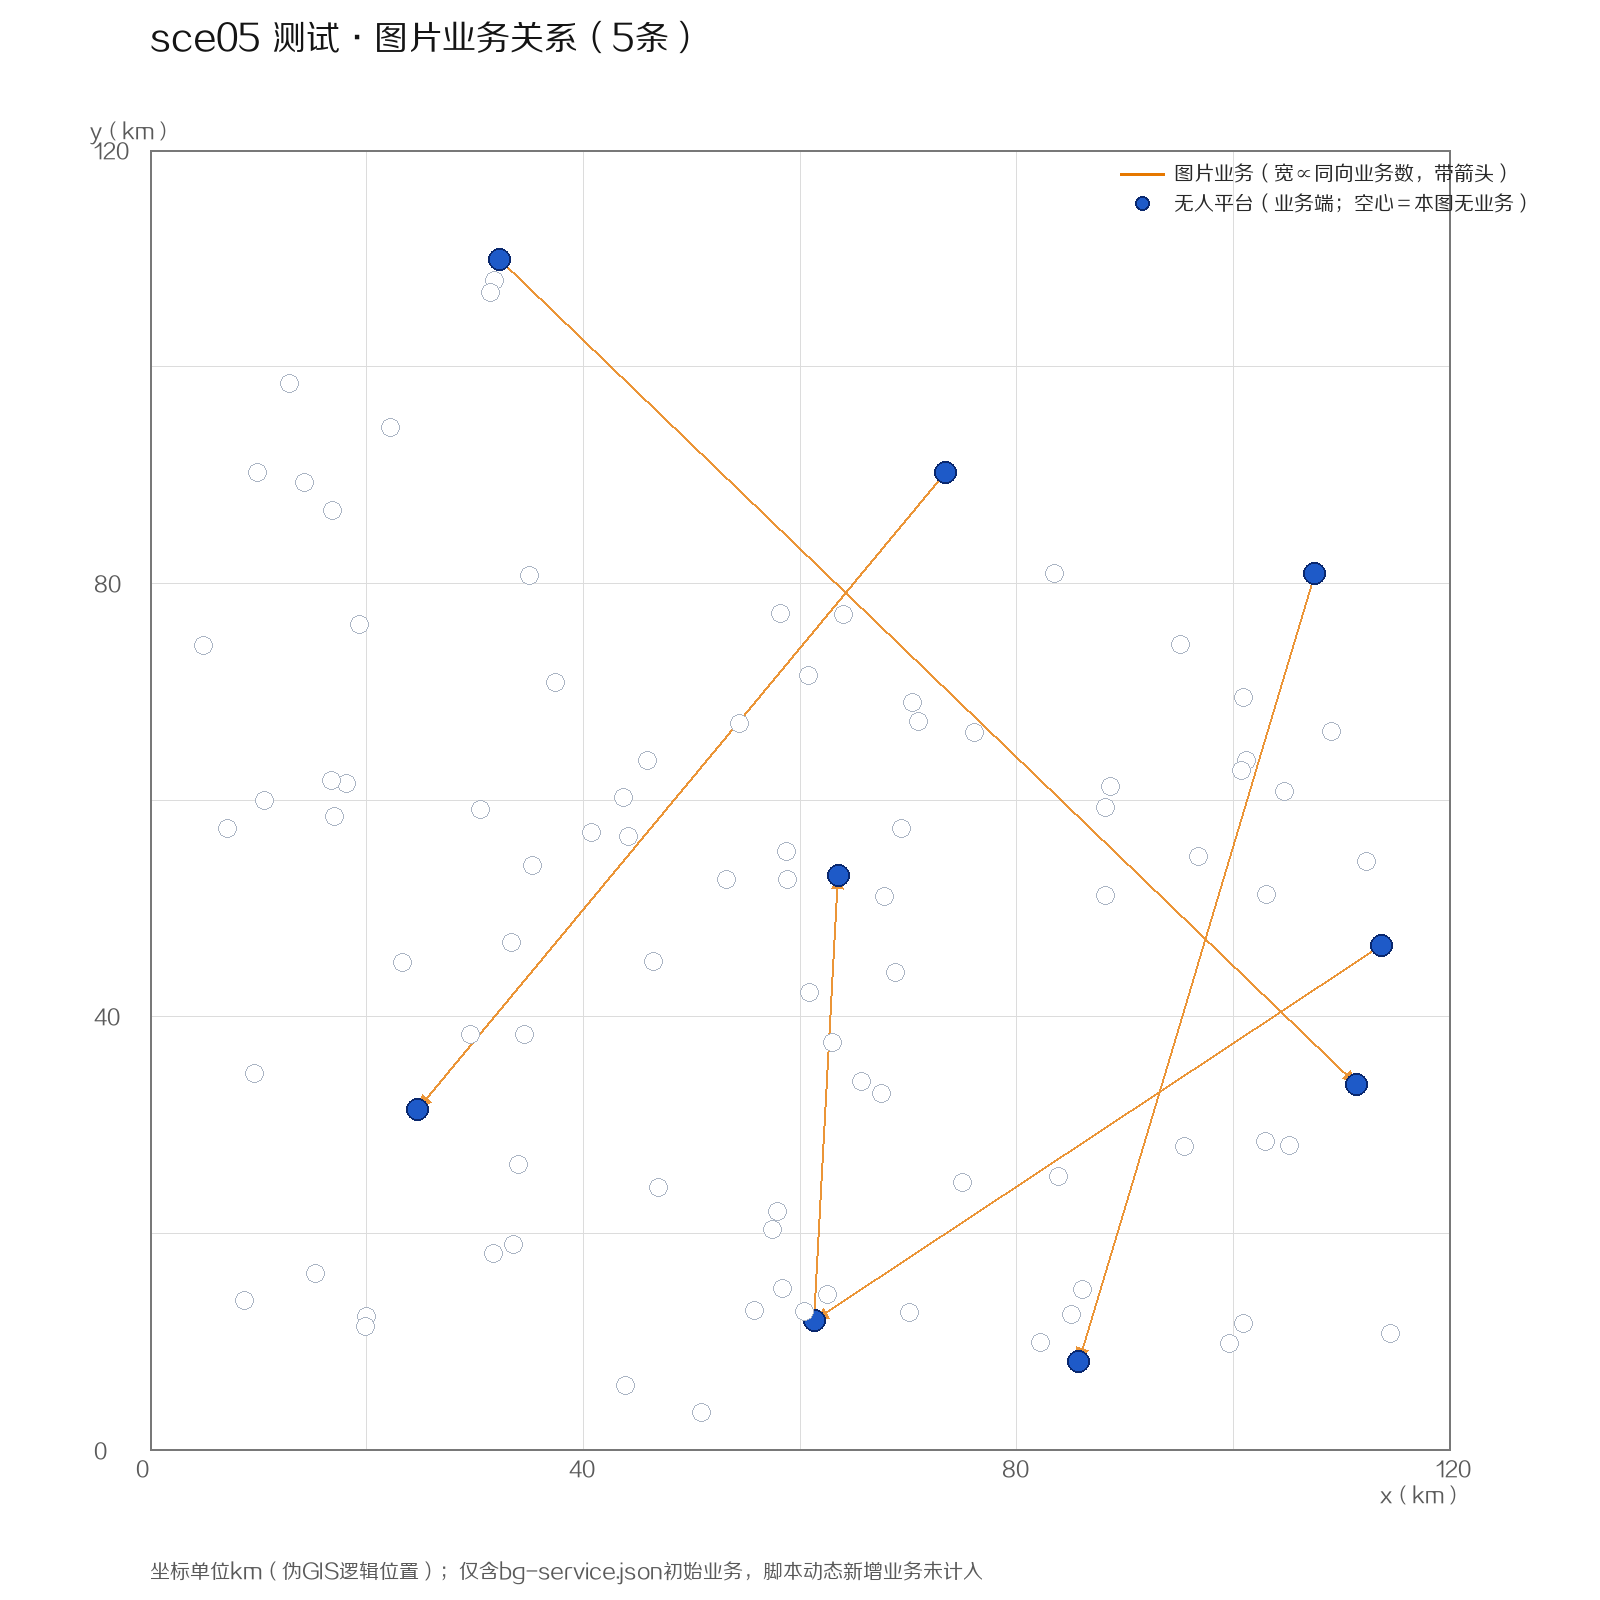 sce05 测试 · 图片业务关系（5条）
y（km）
120
图片业务（宽∝同向业务数，带箭头）
无人平台（业务端；空心＝本图无业务）
80
40
0
0
40
80
120
x（km）
坐标单位km（伪GIS逻辑位置）；仅含bg-service.json初始业务，脚本动态新增业务未计入